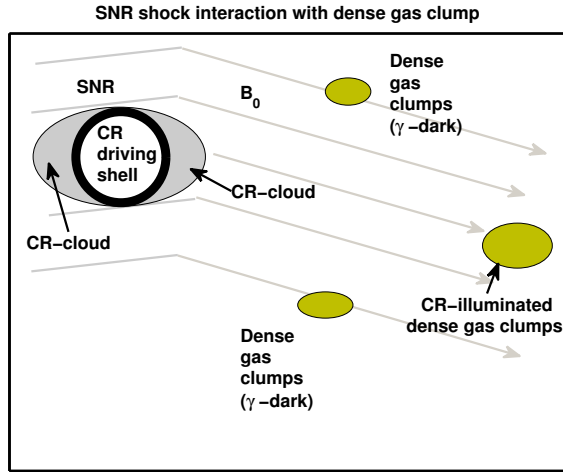 SNR shock interaction with dense gas clump
SNR
B0
Dense
gas
clumps
(γ−dark)
CR
driving
shell
CR−cloud
CR−cloud
CR−illuminated
dense gas clumps
Dense
gas
clumps
(γ−dark)